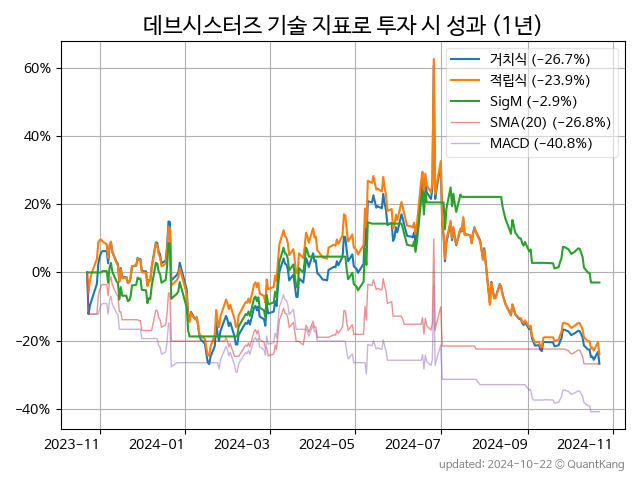 데브시스터즈 기술 지표로 투자 시 성과 (1년)
거치식 (-26.7%)
적립식 (-23.9%)
SigM (-2.9%)
SMA(20) (-26.8%)
MACD (-40.8%)
60%
40%
20%
0%
−20%
−40%
2023-11 2024-01 2024-03 2024-05 2024-07 2024-09 2024-11
updated: 2024-10-22 © QuantKang